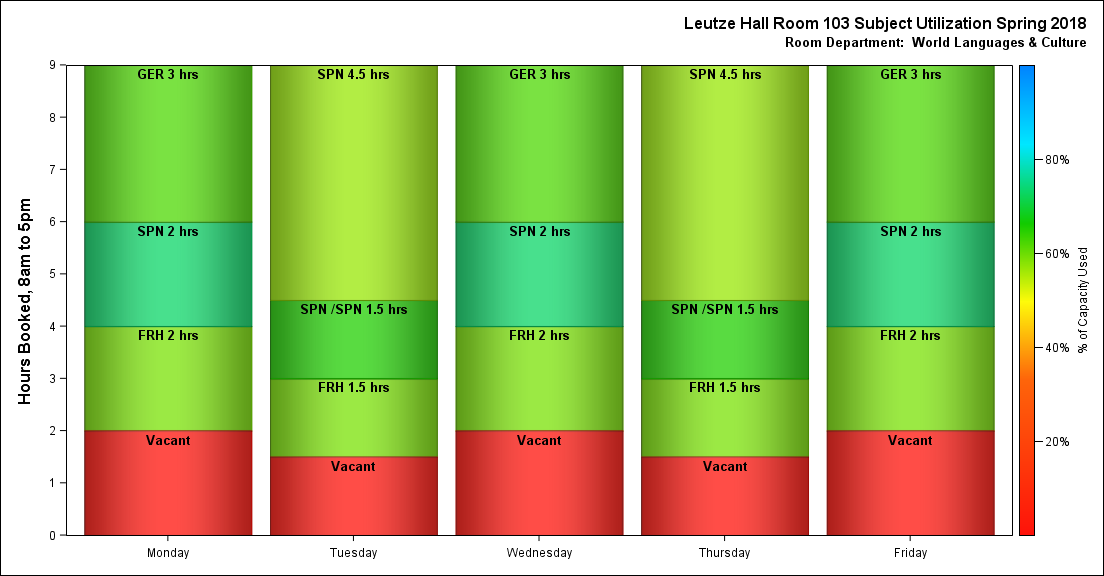 Leutze Hall Room 103 Subject Utilization Spring 2018
Room Department:  World Languages & Culture
Hours Booked, 8am to 5pm
9
8
7
6
5
4
3
2
1
0
GER 3 hrs
SPN 2 hrs
FRH 2 hrs
Vacant
SPN 4.5 hrs
SPN /SPN 1.5 hrs
FRH 1.5 hrs
Vacant
GER 3 hrs
SPN 2 hrs
FRH 2 hrs
Vacant
SPN 4.5 hrs
SPN /SPN 1.5 hrs
FRH 1.5 hrs
Vacant
GER 3 hrs
SPN 2 hrs
FRH 2 hrs
Vacant
Monday
Tuesday
Wednesday
Thursday
Friday
80%
60%
40%
20%
% of Capacity Used